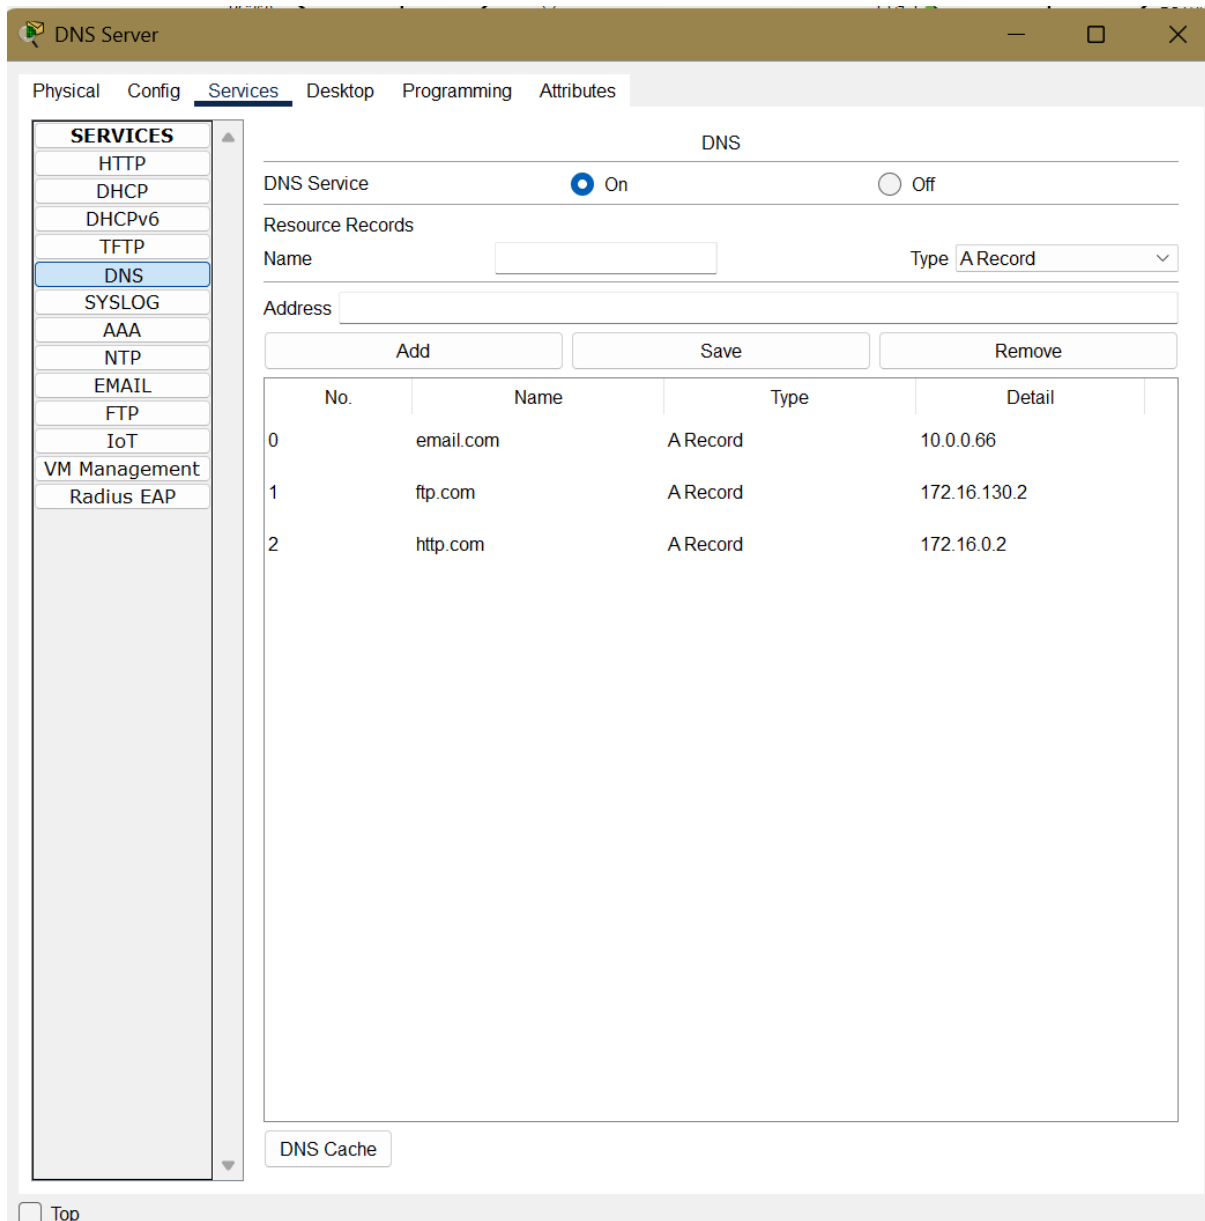 DNS Server
Physical Config Services Desktop Programming Attributes
SERVICES
HTTP
DHCP
DHCPv6
TFTP
DNS
SYSLOG
AAA
NTP
EMAIL
FTP
IoT
VM Management
Radius EAP
DNS
DNS Service On Off
Resource Records
Name Type A Record
Address
Add Save Remove
No. Name Type Detail
0 email.com A Record 10.0.0.66
1 ftp.com A Record 172.16.130.2
2 http.com A Record 172.16.0.2
DNS Cache
Top